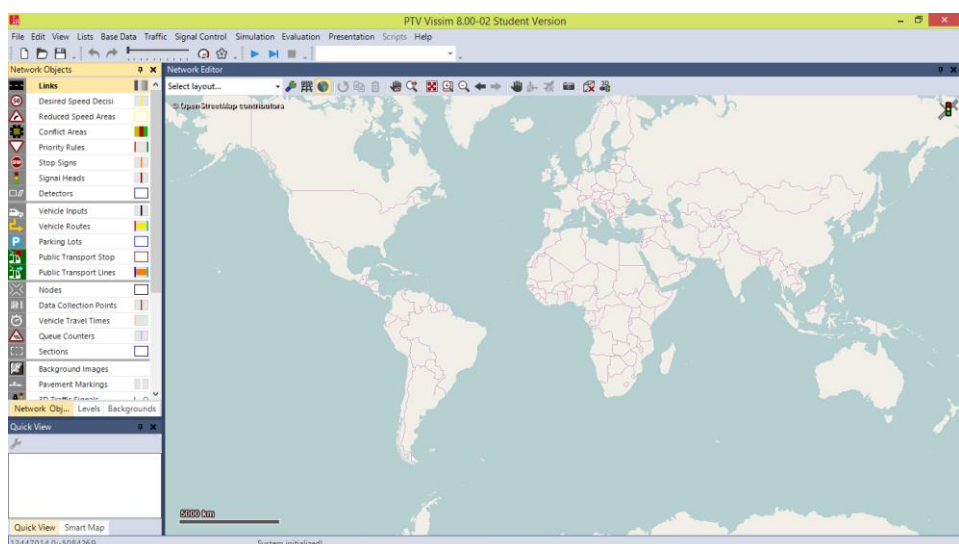 PTV Vissim 8.00-02 Student Version
File Edit View Lists Base Data Traffic Signal Control Simulation Evaluation Presentation Scripts Help
Network Objects
Network Editor
Select layout...
Links
Desired Speed Decisi
Reduced Speed Areas
Conflict Areas
Priority Rules
Stop Signs
Signal Heads
Detectors
Vehicle Inputs
Vehicle Routes
Parking Lots
Public Transport Stop
Public Transport Lines
Nodes
Data Collection Points
Vehicle Travel Times
Queue Counters
Sections
Background Images
Pavement Markings
3D Traffic Signals
Network Obj... Levels Backgrounds
Quick View
Quick View Smart Map
© OpenStreetMap contributors
5000 km
System initialized!